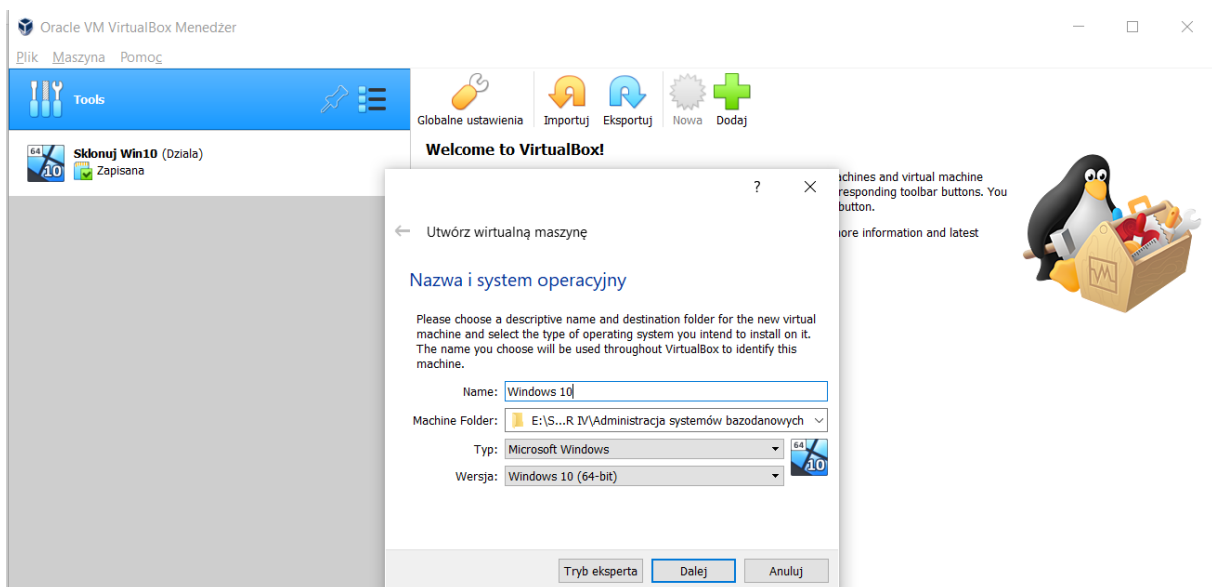 Oracle VM VirtualBox Menedżer
Plik Maszyna Pomoc
Tools
Globalne ustawienia Importuj Eksportuj Nowa Dodaj
64
10
Sklonuj Win10 (Dziala)
Zapisana
Welcome to VirtualBox!
achines and virtual machine
responding toolbar buttons. You
button.
ore information and latest
?
Utwórz wirtualną maszynę
Nazwa i system operacyjny
Please choose a descriptive name and destination folder for the new virtual
machine and select the type of operating system you intend to install on it.
The name you choose will be used throughout VirtualBox to identify this
machine.
Name: Windows 10
Machine Folder: E:\S...R IV\Administracja systemów bazodanowych
Typ: Microsoft Windows
64
10
Wersja: Windows 10 (64-bit)
Tryb eksperta Dalej Anuluj